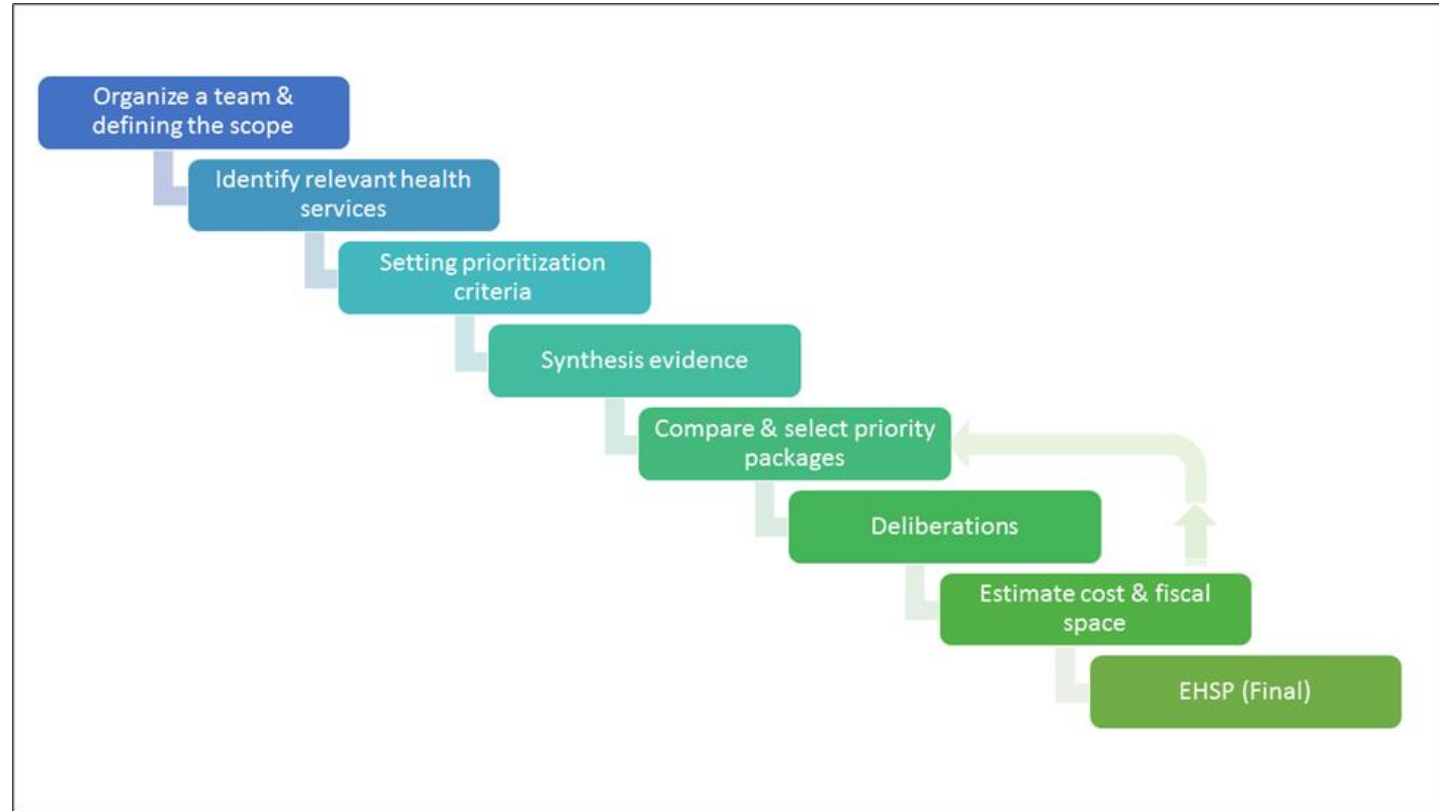 Organize a team &
defining the scope
Identify relevant health
services
Setting prioritization
criteria
Synthesis evidence
Compare & select priority
packages
Deliberations
Estimate cost & fiscal
space
EHSP (Final)